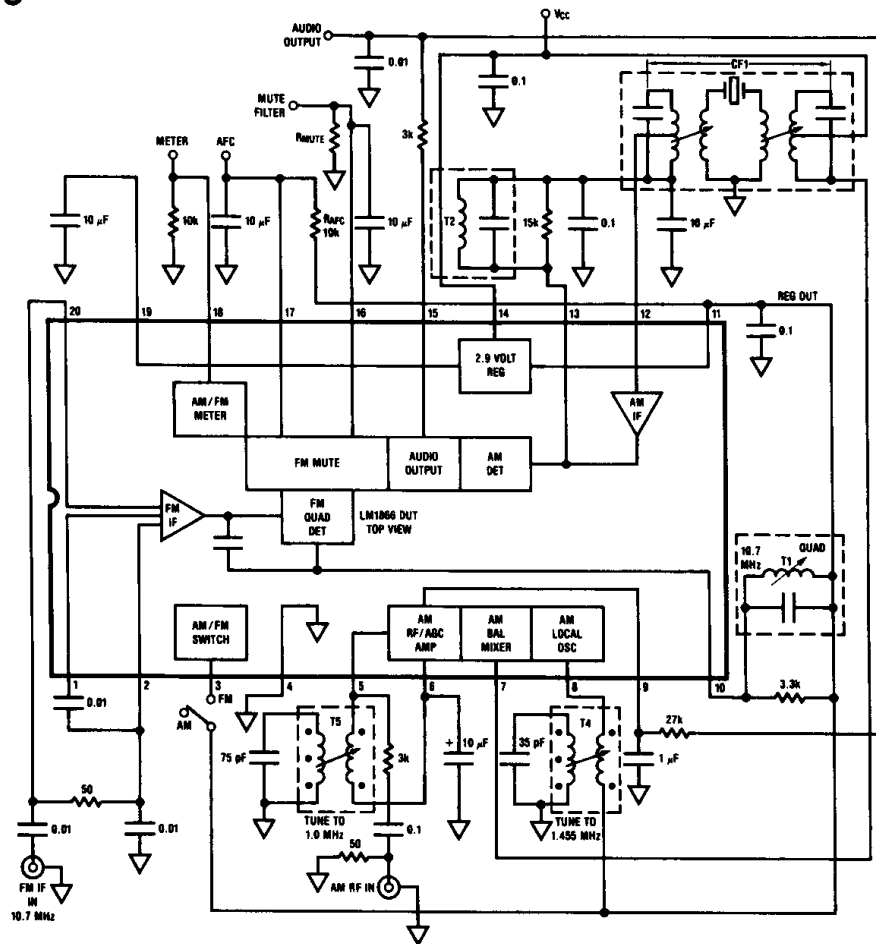 AUDIO
OUTPUT
VCC
0.01
0.1
CF1
MUTE
FILTER
RMUTE
3k
METER
AFC
10 µF
10k
10 µF
RAFC
10k
10 µF
T2
15k
0.1
10 µF
REG OUT
20
19
18
17
16
15
14
13
12
11
0.1
2.9 VOLT
REG
AM/FM
METER
AM
IF
FM MUTE
AUDIO
OUTPUT
AM
DET
FM
IF
FM
QUAD
DET
LM1866 DUT
TOP VIEW
10.7
MHz
QUAD
T1
AM/FM
SWITCH
AM
RF/AGC
AMP
AM
BAL
MIXER
AM
LOCAL
OSC
1
2
3
4
5
6
7
8
9
10
0.01
FM
AM
3.3k
75 pF
T5
3k
+
10 µF
35 pF
T4
27k
1 µF
50
TUNE TO
1.0 MHz
TUNE TO
1.455 MHz
0.01
0.01
0.1
50
FM IF
IN
10.7 MHz
AM RF IN